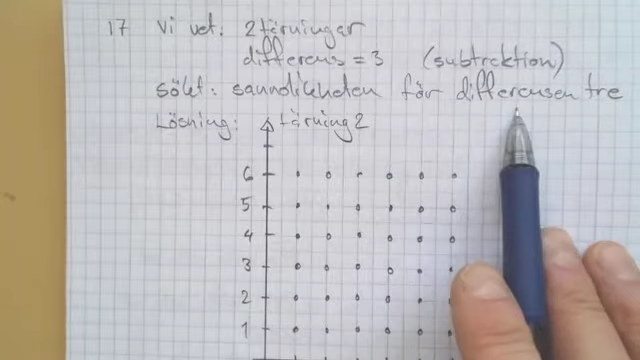 17 Vi vet: 2 tärningar
differens = 3 (subtraktion)
sökt: sannolikheten för differensen tre
Lösning: tärning 2
6
5
4
3
2
1